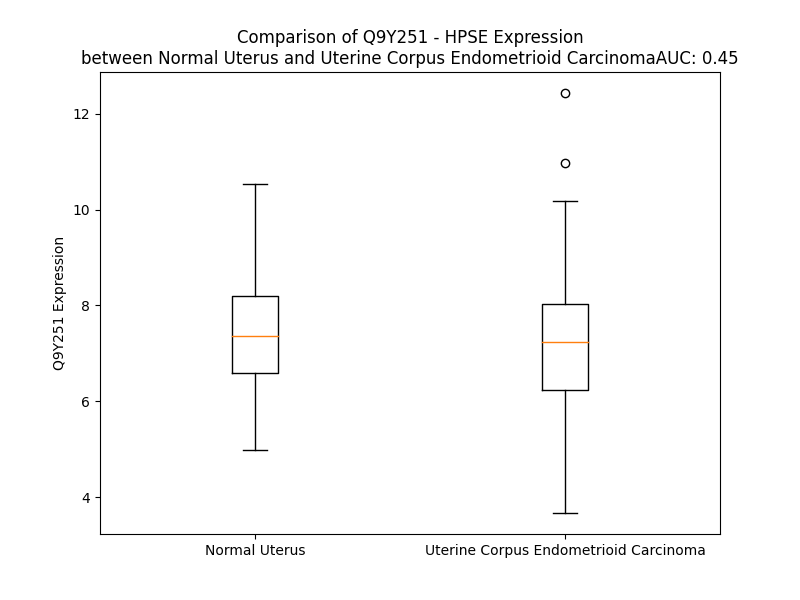 Comparison of Q9Y251 - HPSE Expression
between Normal Uterus and Uterine Corpus Endometrioid CarcinomaAUC: 0.45
12
10
8
6
4
Q9Y251 Expression
Normal Uterus
Uterine Corpus Endometrioid Carcinoma